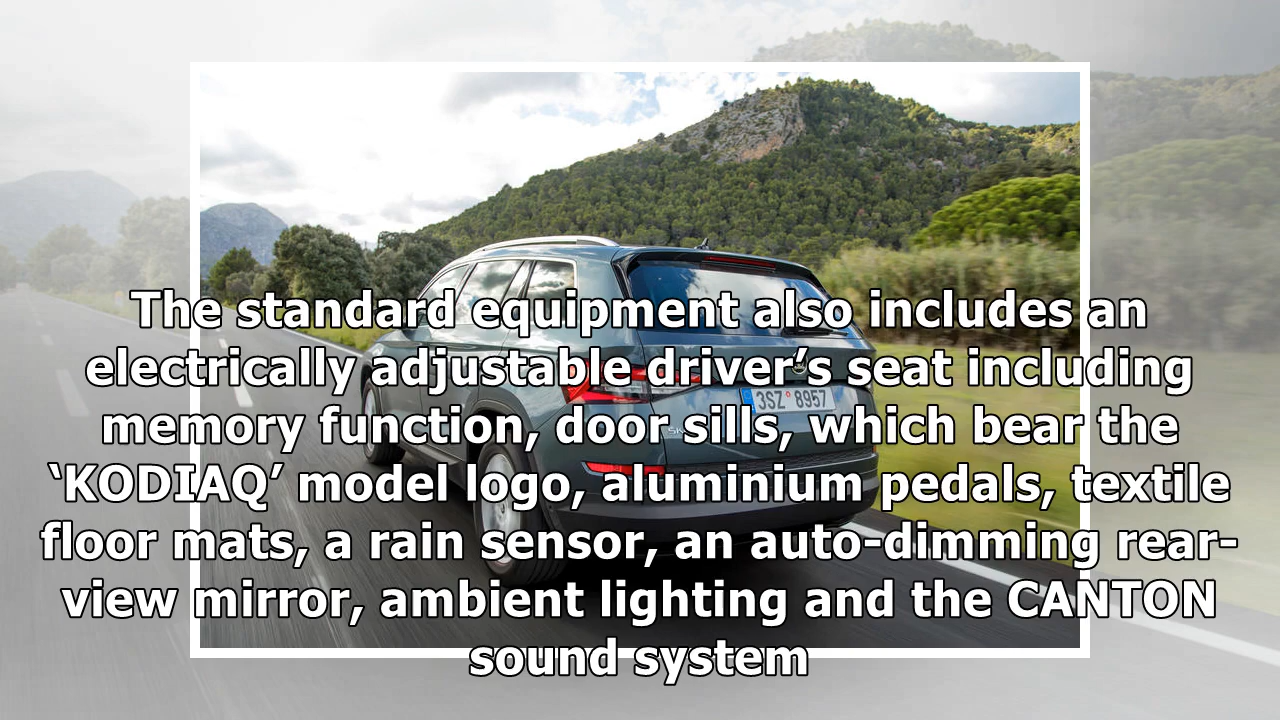 The standard equipment also includes an
electrically adjustable driver’s seat including
memory function, door sills, which bear the
‘KODIAQ’ model logo, aluminium pedals, textile
floor mats, a rain sensor, an auto-dimming rear-
view mirror, ambient lighting and the CANTON
sound system
3SZ 8957